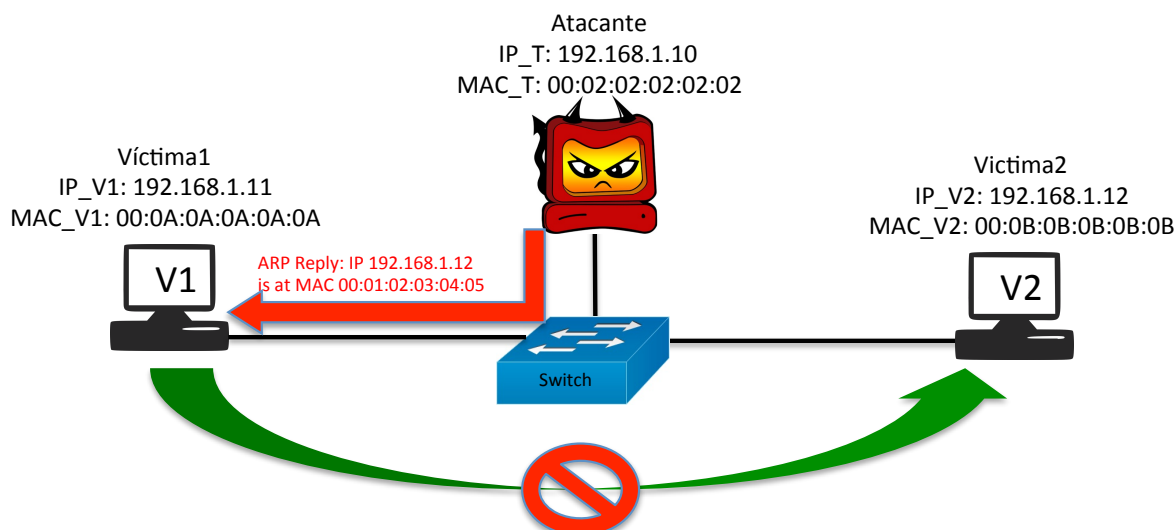 Atacante
IP_T: 192.168.1.10
MAC_T: 00:02:02:02:02:02
Víctima1
IP_V1: 192.168.1.11
MAC_V1: 00:0A:0A:0A:0A:0A
Victima2
IP_V2: 192.168.1.12
MAC_V2: 00:0B:0B:0B:0B:0B
ARP Reply: IP 192.168.1.12
is at MAC 00:01:02:03:04:05
V1
V2
Switch